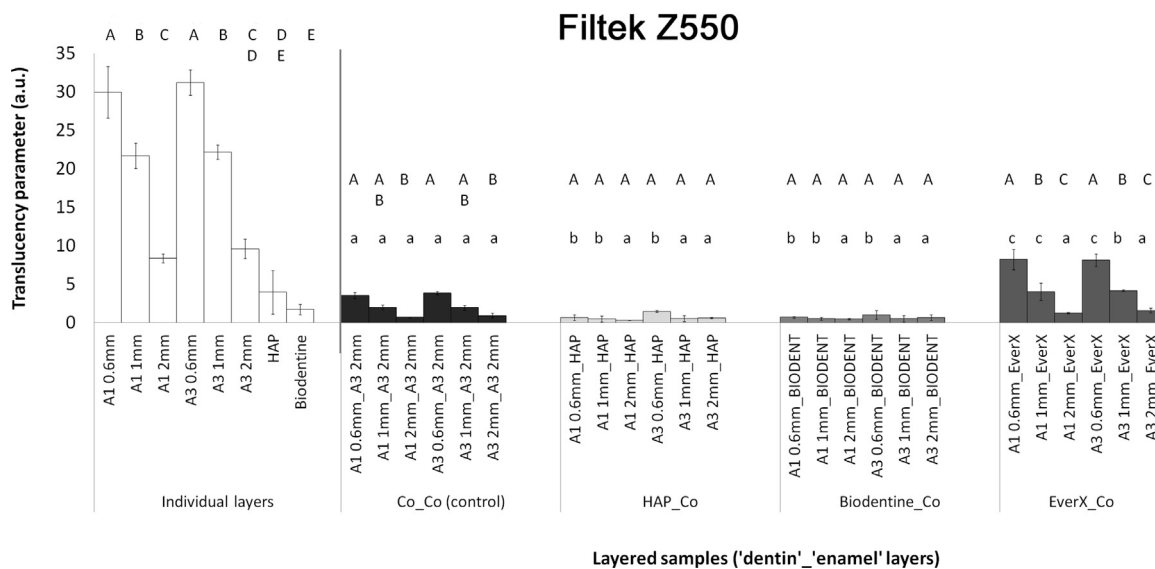 Filtek Z550
A B C A B C D E
D E
35
30
25
20
15
10
5
0
Translucency parameter (a.u.)
A A B A A B
B B
a a a a a a
A A A A A A
b b a b a a
A A A A A A
b b a b a a
A B C A B C
c c a c b a
A1 0.6mm
A1 1mm
A1 2mm
A3 0.6mm
A3 1mm
A3 2mm
HAP
Biodentine
A1 0.6mm_A3 2mm
A1 1mm_A3 2mm
A1 2mm_A3 2mm
A3 0.6mm_A3 2mm
A3 1mm_A3 2mm
A3 2mm_A3 2mm
A1 0.6mm_HAP
A1 1mm_HAP
A1 2mm_HAP
A3 0.6mm_HAP
A3 1mm_HAP
A3 2mm_HAP
A1 0.6mm_BIODENT
A1 1mm_BIODENT
A1 2mm_BIODENT
A3 0.6mm_BIODENT
A3 1mm_BIODENT
A3 2mm_BIODENT
A1 0.6mm_EverX
A1 1mm_EverX
A1 2mm_EverX
A3 0.6mm_EverX
A3 1mm_EverX
A3 2mm_EverX
Individual layers
Co_Co (control)
HAP_Co
Biodentine_Co
EverX_Co
Layered samples ('dentin'_'enamel' layers)